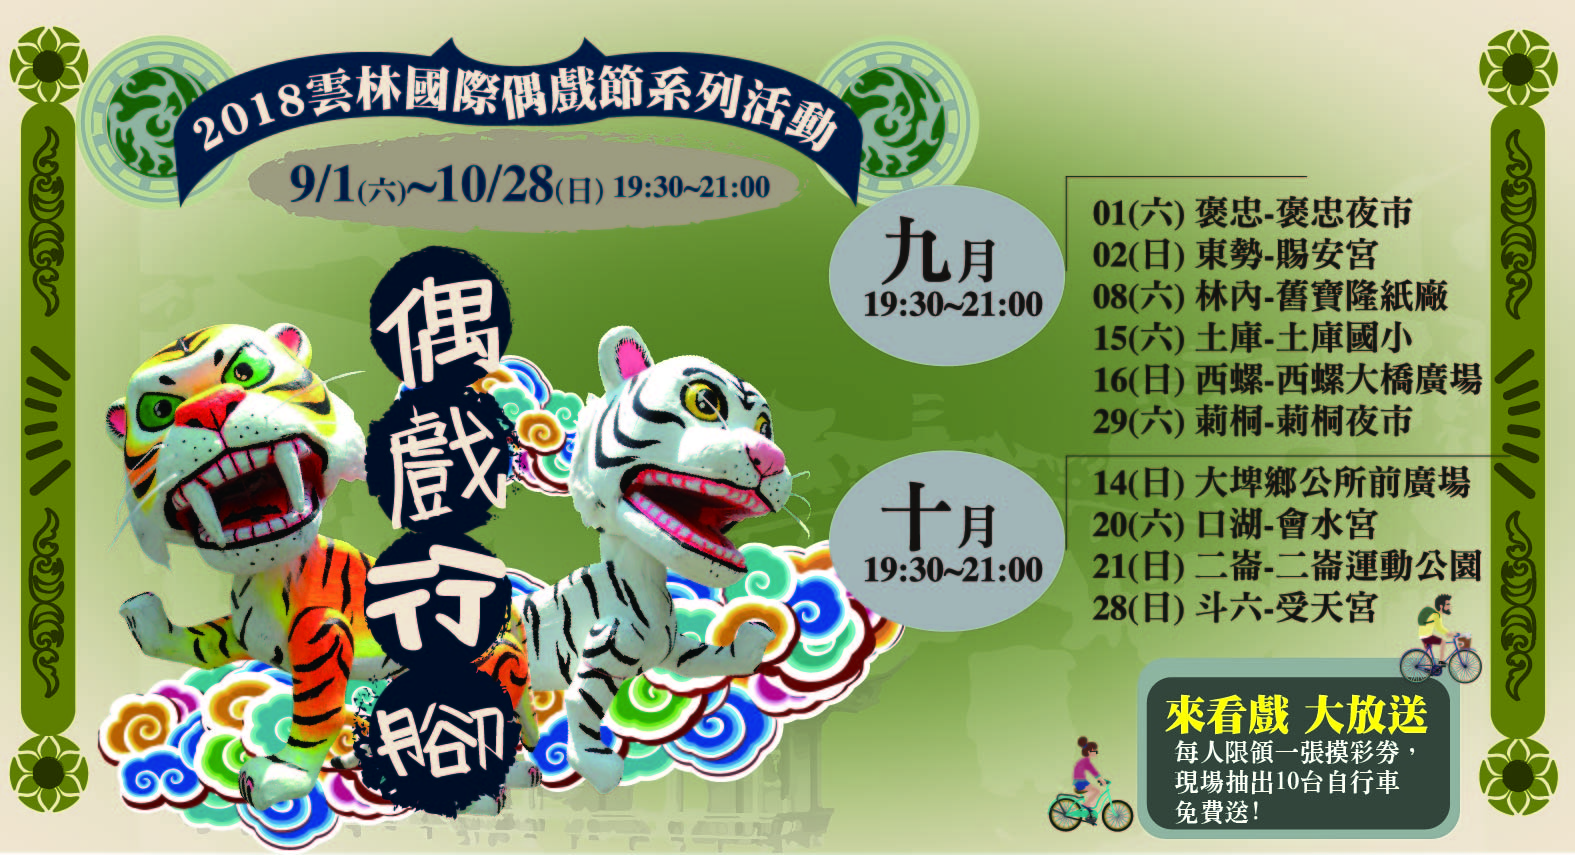 2018雲林國際偶戲節系列活動
9/1(六)~10/28(日) 19:30~21:00
偶戲行腳
九月
19:30~21:00
01(六) 褒忠-褒忠夜市
02(日) 東勢-賜安宮
08(六) 林內-舊寶隆紙廠
15(六) 土庫-土庫國小
16(日) 西螺-西螺大橋廣場
29(六) 莿桐-莿桐夜市
十月
19:30~21:00
14(日) 大埤鄉公所前廣場
20(六) 口湖-會水宮
21(日) 二崙-二崙運動公園
28(日) 斗六-受天宮
來看戲 大放送
每人限領一張摸彩券，
現場抽出10台自行車
免費送!